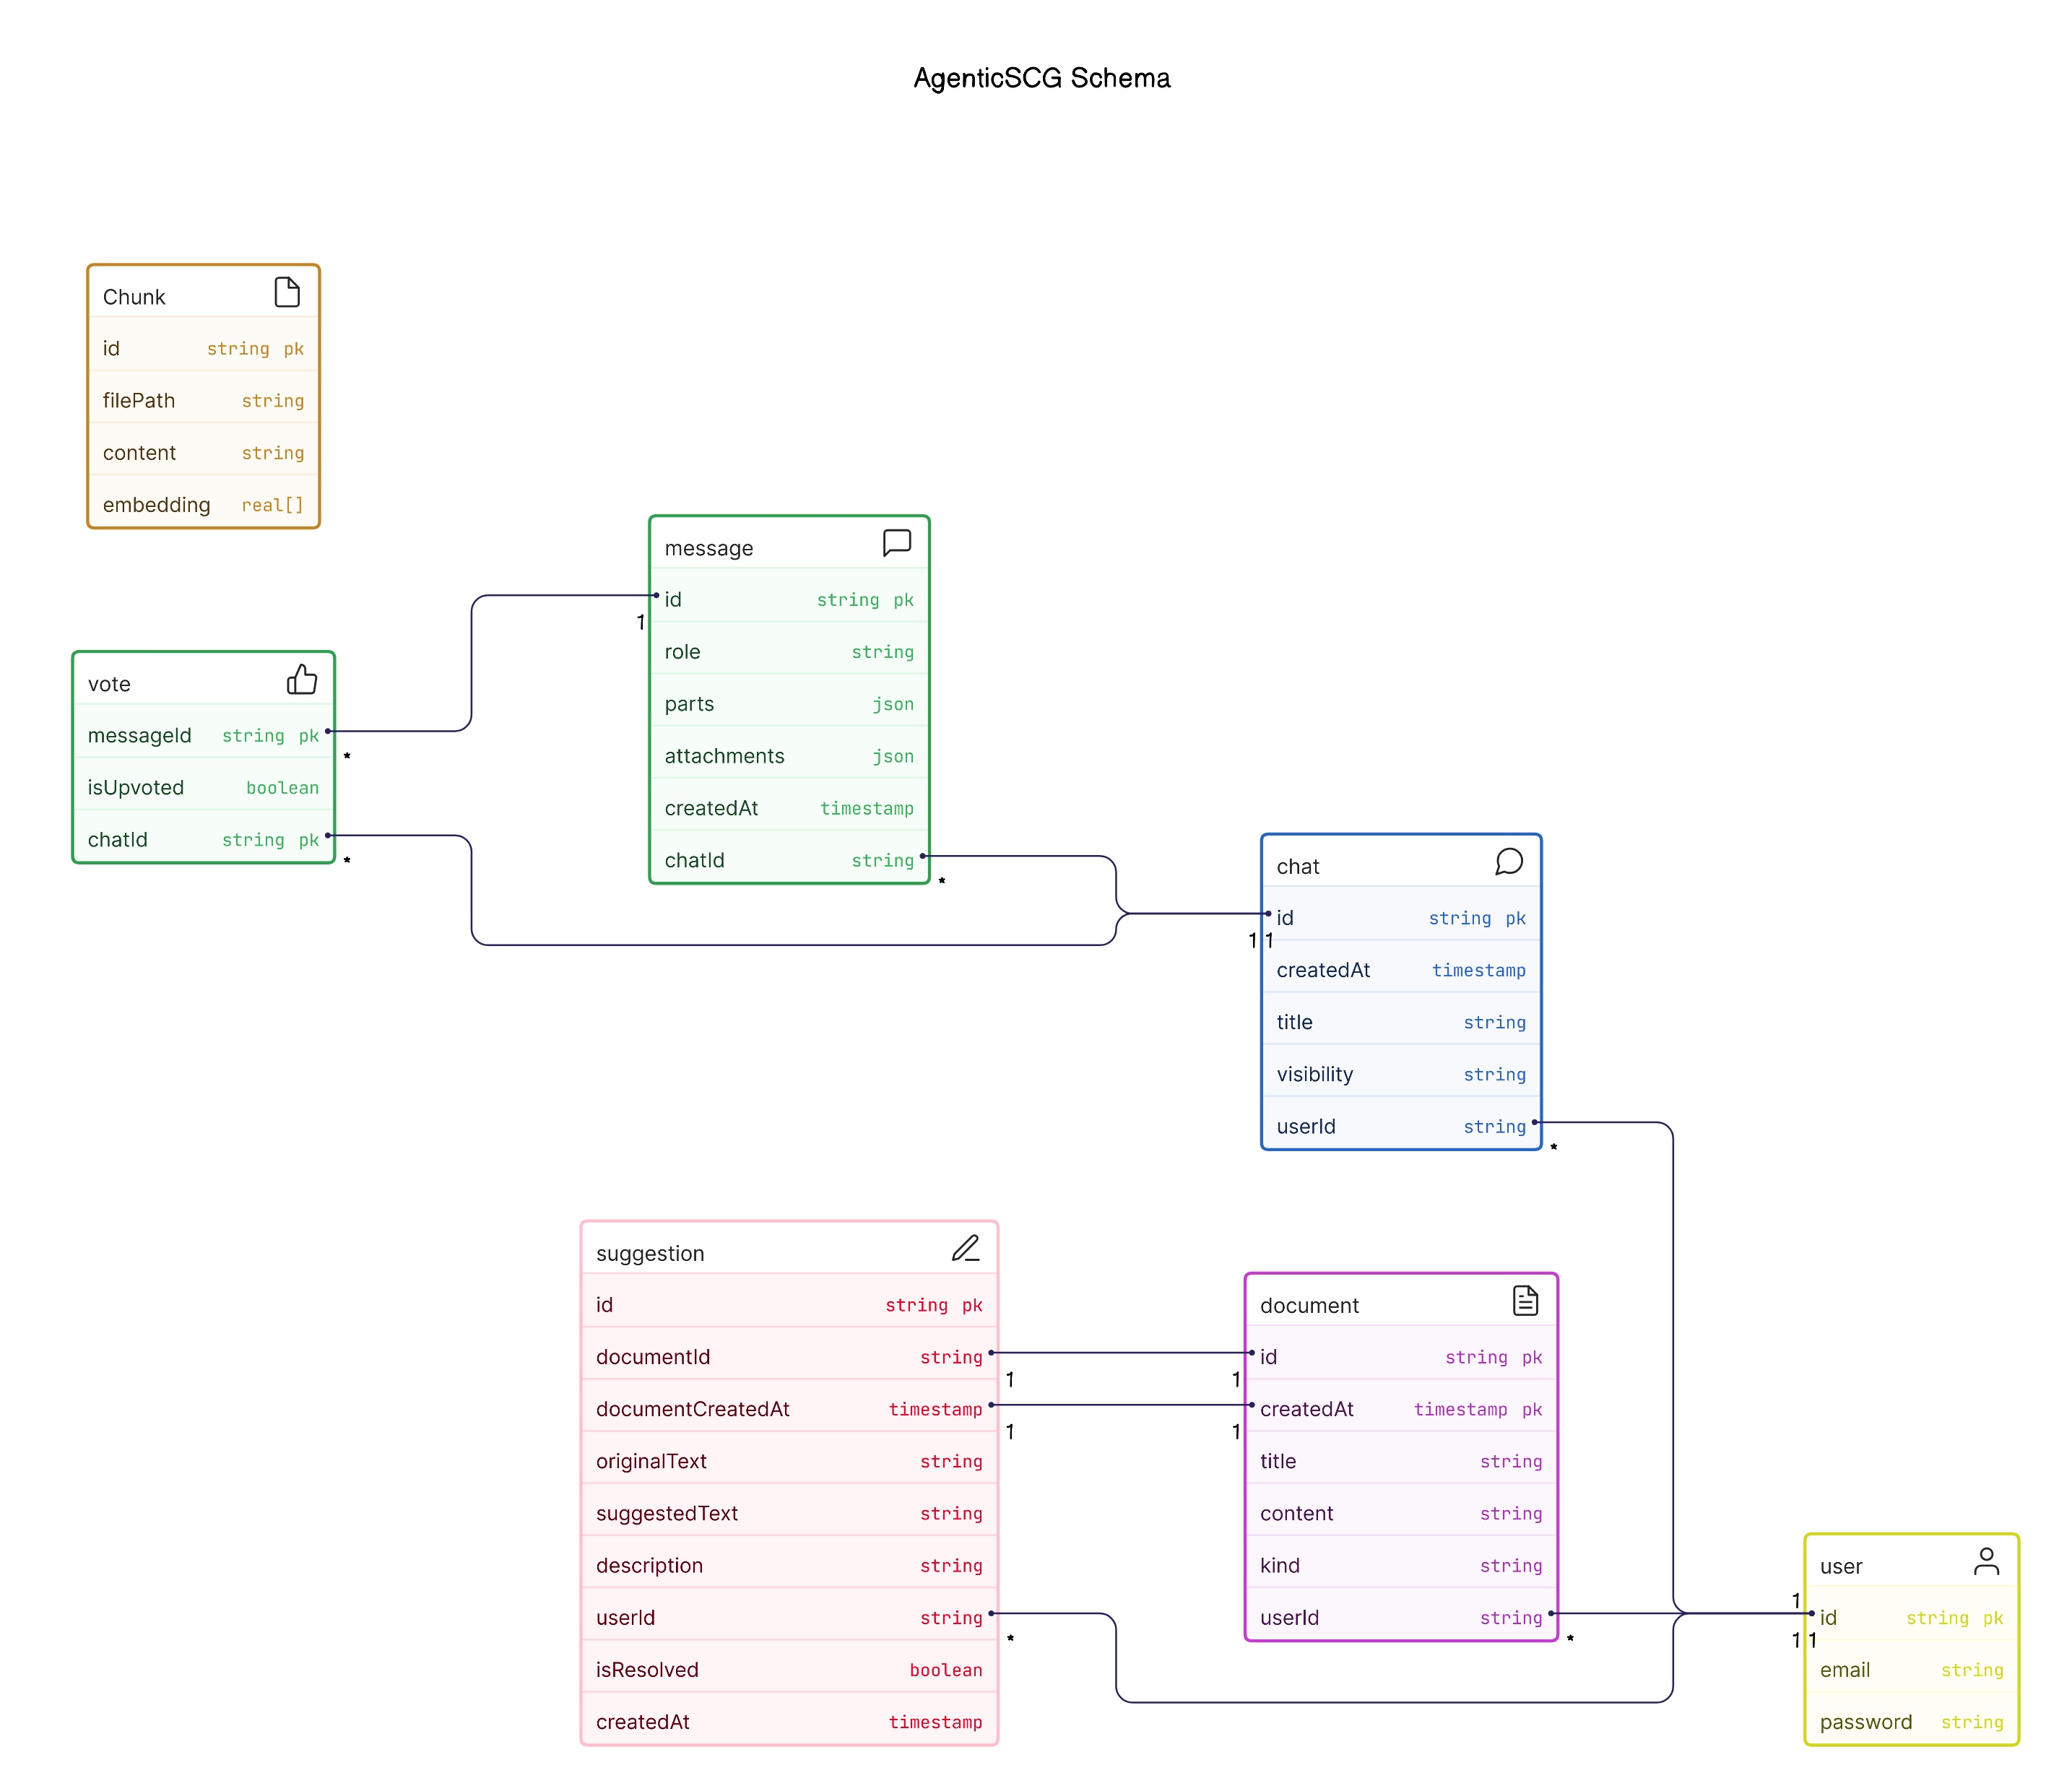 AgenticSCG Schema
Chunk
id string pk
filePath string
content string
embedding real[]
message
id string pk
1
role string
parts json
attachments json
createdAt timestamp
chatId string
*
vote
messageId string pk
*
isUpvoted boolean
chatId string pk
*
chat
id string pk
1 1
createdAt timestamp
title string
visibility string
userId string
*
suggestion
id string pk
documentId string
1
documentCreatedAt timestamp
1
originalText string
suggestedText string
description string
userId string
*
isResolved boolean
createdAt timestamp
document
id string pk
1
createdAt timestamp pk
1
title string
content string
kind string
userId string
*
user
1
id string pk
1 1
email string
password string